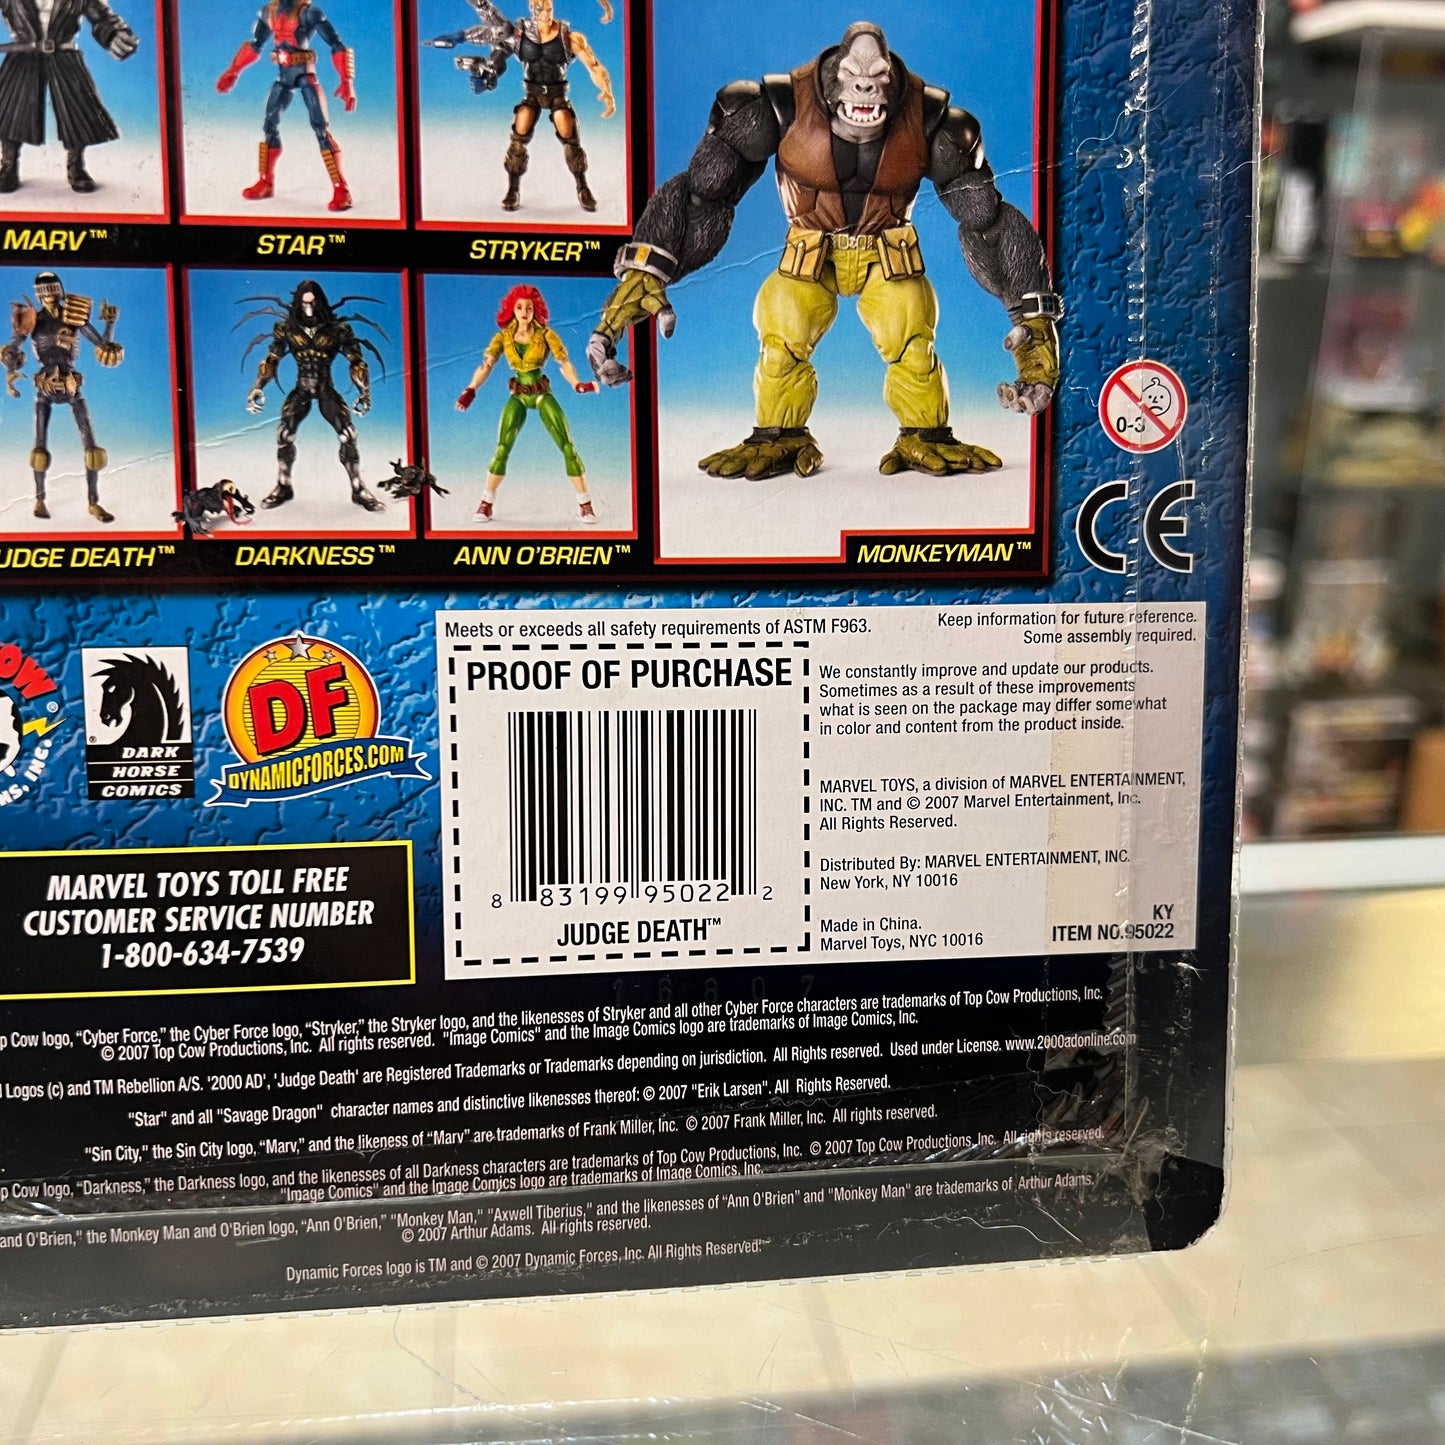 MARV™
STAR™
STRYKER™
JUDGE DEATH™
DARKNESS™
ANN O'BRIEN™
MONKEYMAN™
0-3
CE
DARK
HORSE
COMICS
DF
DYNAMICFORCES.COM
MARVEL TOYS TOLL FREE
CUSTOMER SERVICE NUMBER
1-800-634-7539
Meets or exceeds all safety requirements of ASTM F963.
PROOF OF PURCHASE
8 83199 95022 2
JUDGE DEATH™
Keep information for future reference.
Some assembly required.
We constantly improve and update our products.
Sometimes as a result of these improvements
what is seen on the package may differ somewhat
in color and content from the product inside.
MARVEL TOYS, a division of MARVEL ENTERTAINMENT,
INC. TM and © 2007 Marvel Entertainment, Inc.
All Rights Reserved.
Distributed By: MARVEL ENTERTAINMENT, INC.
New York, NY 10016
Made in China.
Marvel Toys, NYC 10016
KY
ITEM NO.95022
p Cow logo, "Cyber Force," the Cyber Force logo, "Stryker," the Stryker logo, and the likenesses of Stryker and all other Cyber Force characters are trademarks of Top Cow Productions, Inc.
© 2007 Top Cow Productions, Inc. All rights reserved. "Image Comics" and the Image Comics logo are trademarks of Image Comics, Inc.
Logos (c) and TM Rebellion A/S. '2000 AD', 'Judge Death' are Registered Trademarks or Trademarks depending on jurisdiction. All Rights reserved. Used under License. www.2000adonline.com
"Star" and all "Savage Dragon" character names and distinctive likenesses thereof: © 2007 "Erik Larsen". All Rights Reserved.
"Sin City," the Sin City logo, "Marv," and the likeness of "Marv" are trademarks of Frank Miller, Inc. © 2007 Frank Miller, Inc. All rights reserved.
p Cow logo, "Darkness," the Darkness logo, and the likenesses of all Darkness characters are trademarks of Top Cow Productions, Inc. © 2007 Top Cow Productions, Inc. All rights reserved.
"Image Comics" and the Image Comics logo are trademarks of Image Comics, Inc.
and O'Brien," the Monkey Man and O'Brien logo, "Ann O'Brien," "Monkey Man," "Axwell Tiberius," and the likenesses of "Ann O'Brien" and "Monkey Man" are trademarks of Arthur Adams.
© 2007 Arthur Adams. All rights reserved.
Dynamic Forces logo is TM and © 2007 Dynamic Forces, Inc. All Rights Reserved.